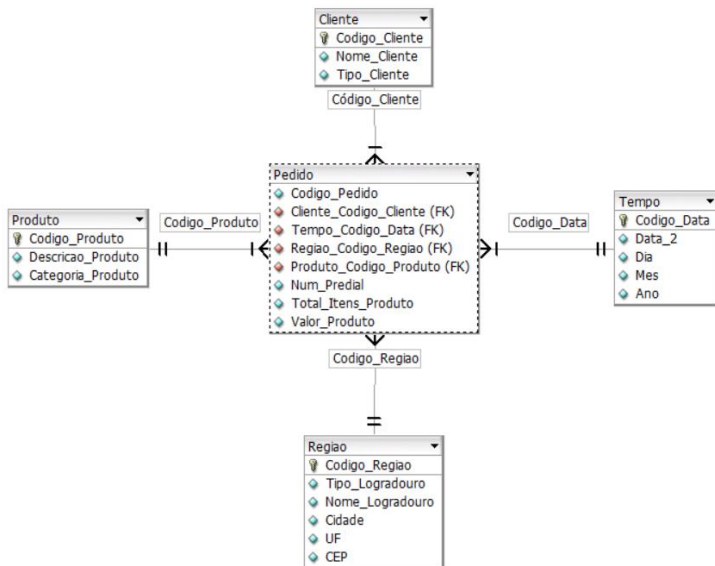 Cliente
Codigo_Cliente
Nome_Cliente
Tipo_Cliente
Código_Cliente
Pedido
Codigo_Pedido
Cliente_Codigo_Cliente (FK)
Tempo_Codigo_Data (FK)
Regiao_Codigo_Regiao (FK)
Produto_Codigo_Produto (FK)
Num_Predial
Total_Itens_Produto
Valor_Produto
Produto
Codigo_Produto
Descricao_Produto
Categoria_Produto
Codigo_Produto
Codigo_Data
Tempo
Codigo_Data
Data_2
Dia
Mes
Ano
Codigo_Regiao
Regiao
Codigo_Regiao
Tipo_Logradouro
Nome_Logradouro
Cidade
UF
CEP